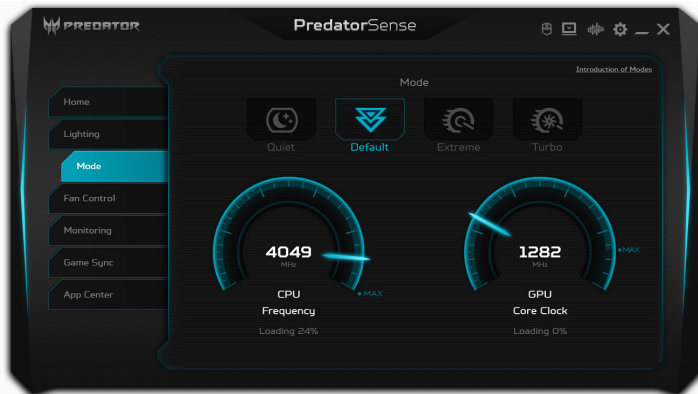 PREDATOR
PredatorSense
Introduction of Modes
Mode
Home
Lighting
Mode
Fan Control
Monitoring
Game Sync
App Center
Quiet
Default
Extreme
Turbo
4049
MHz
MAX
CPU
Frequency
Loading 24%
1282
MHz
MAX
GPU
Core Clock
Loading 0%